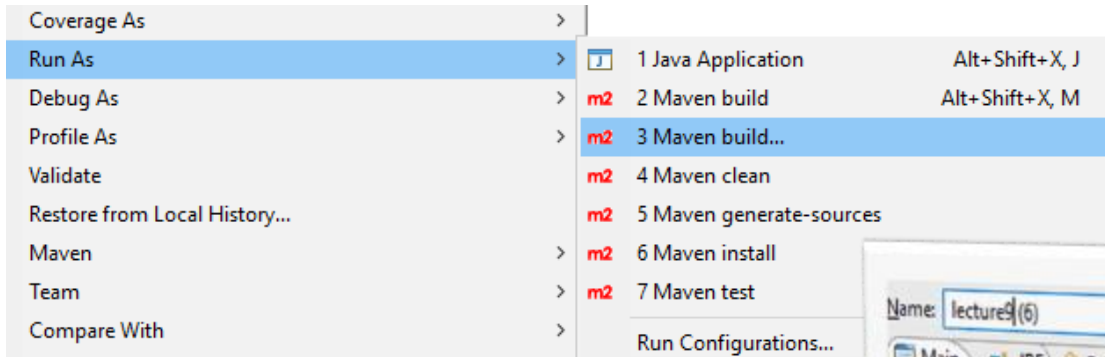 Coverage As >
Run As >
Debug As >
Profile As >
Validate
Restore from Local History...
Maven >
Team >
Compare With >
J 1 Java Application Alt+Shift+X, J
m2 2 Maven build Alt+Shift+X, M
m2 3 Maven build...
m2 4 Maven clean
m2 5 Maven generate-sources
m2 6 Maven install
m2 7 Maven test
Run Configurations...
Name: lecture9 (6)
Main